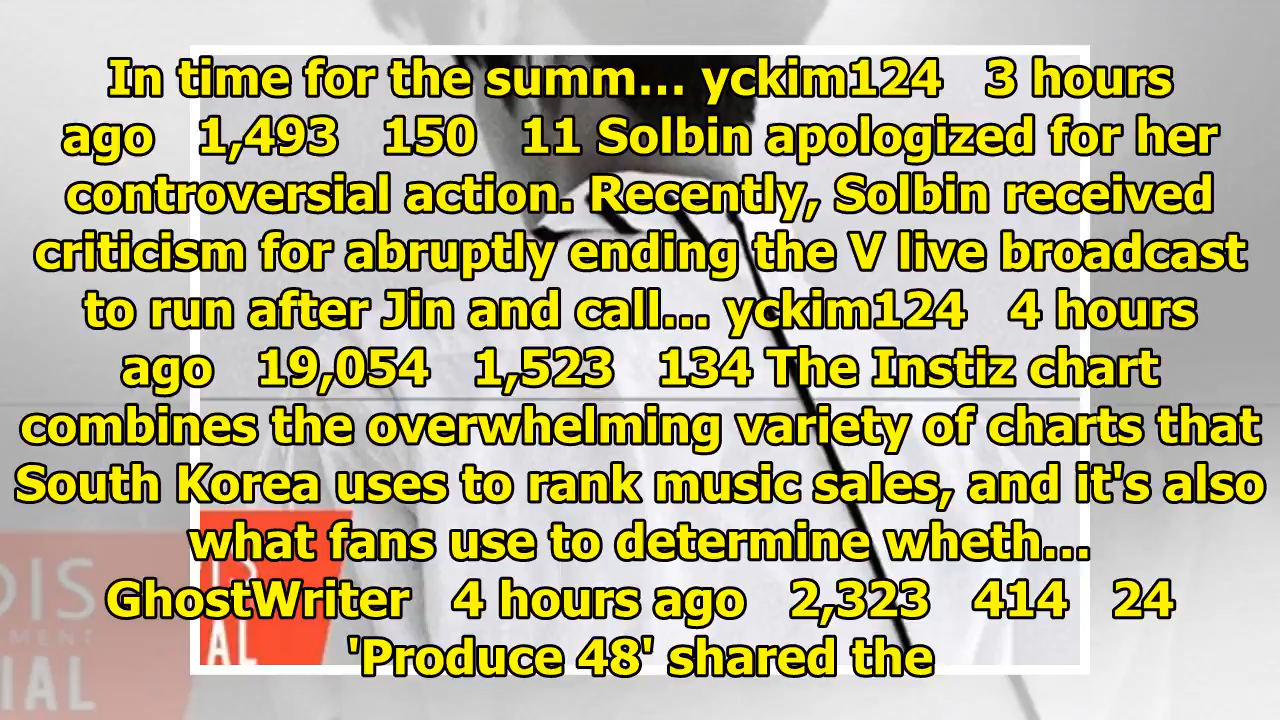 In time for the summ... yckim124 3 hours
ago 1,493 150 11 Solbin apologized for her
controversial action. Recently, Solbin received
criticism for abruptly ending the V live broadcast
to run after Jin and call... yckim124 4 hours
ago 19,054 1,523 134 The Instiz chart
combines the overwhelming variety of charts that
South Korea uses to rank music sales, and it's also
what fans use to determine wheth...
GhostWriter 4 hours ago 2,323 414 24
'Produce 48' shared the
DIS
MENT
IAL
AL